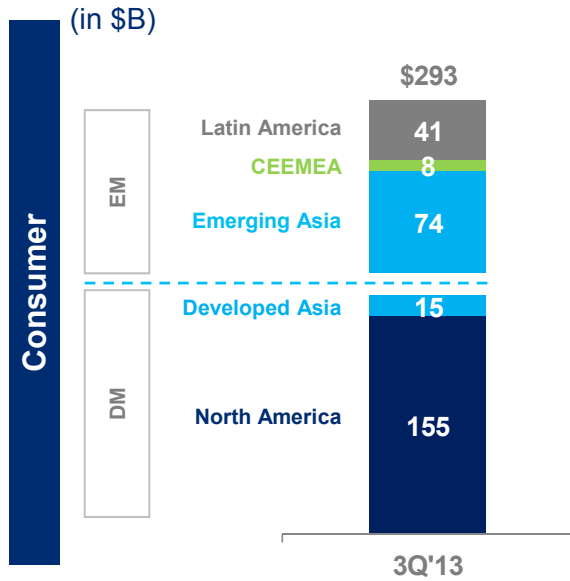 (in $B)
Consumer
$293
EM
Latin America
41
CEEMEA
8
Emerging Asia
74
DM
Developed Asia
15
North America
155
3Q'13